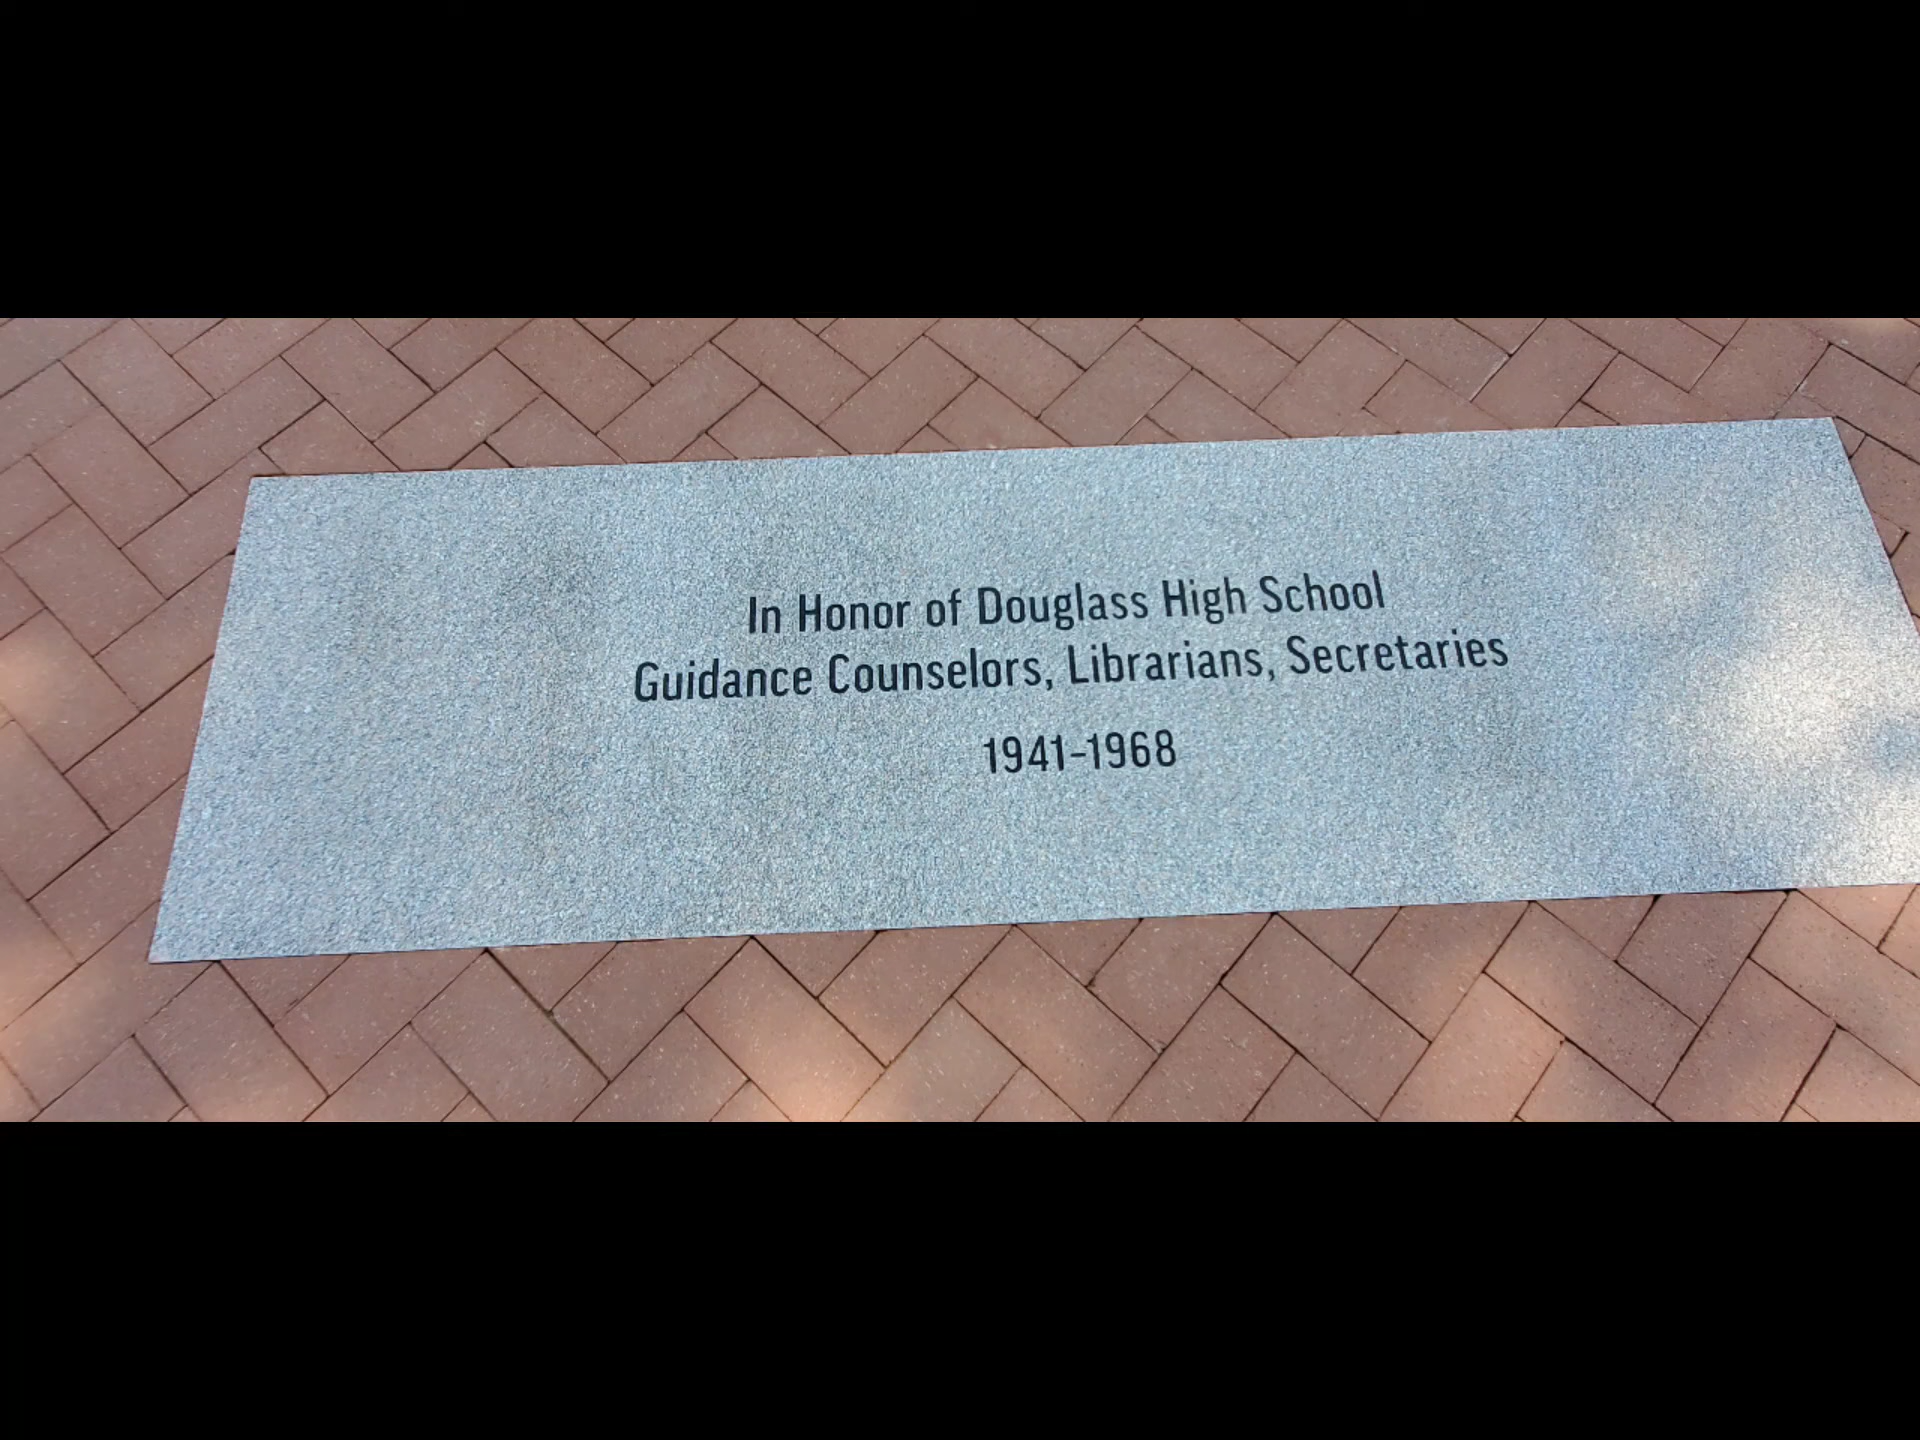 In Honor of Douglass High School
Guidance Counselors, Librarians, Secretaries
1941-1968